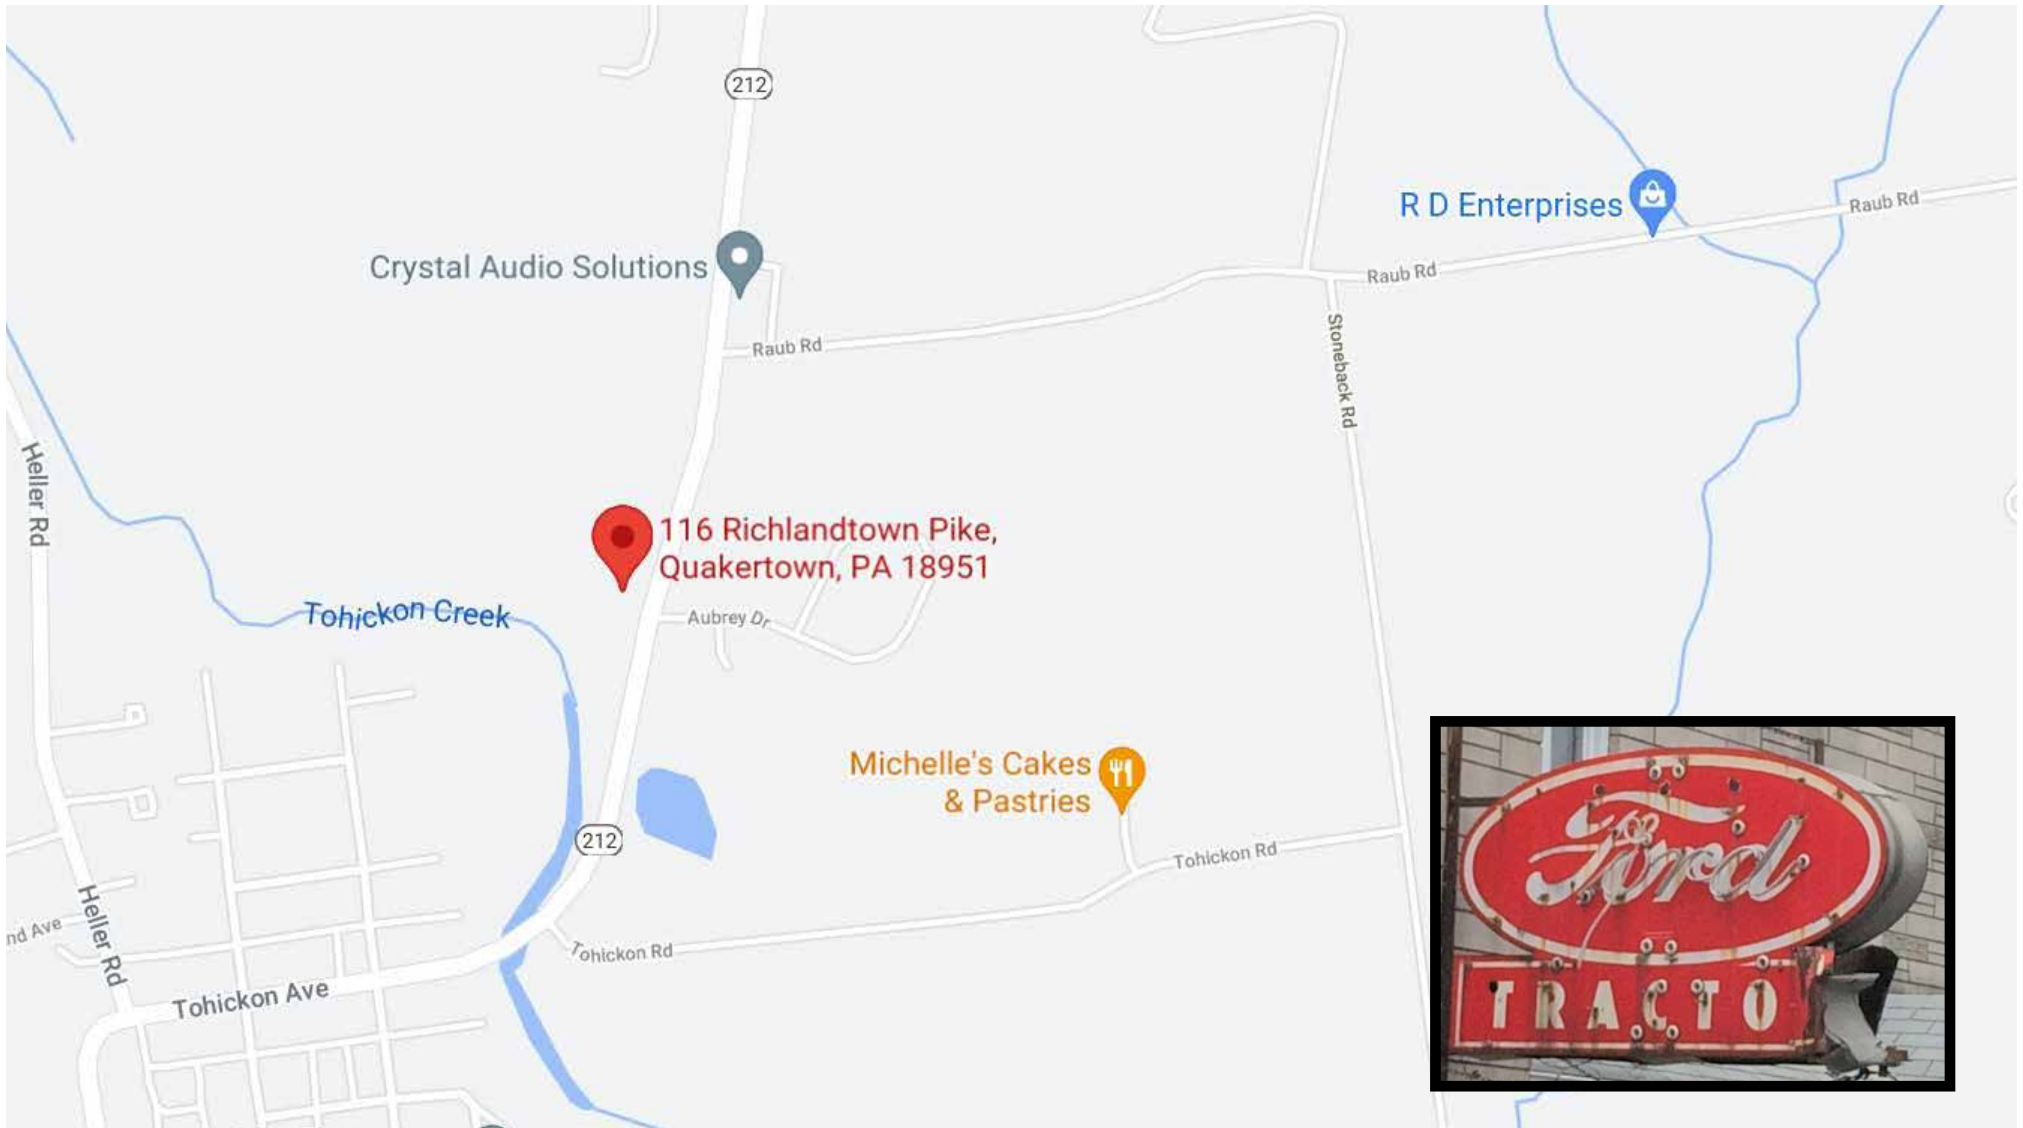 212
R D Enterprises
Raub Rd
Crystal Audio Solutions
Raub Rd
Raub Rd
Stoneback Rd
Heller Rd
116 Richlandtown Pike,
Quakertown, PA 18951
Tohickon Creek
Aubrey Dr
Michelle's Cakes
& Pastries
212
Tohickon Rd
Heller Rd
nd Ave
Tohickon Rd
Tohickon Ave
Ford
TRACTO